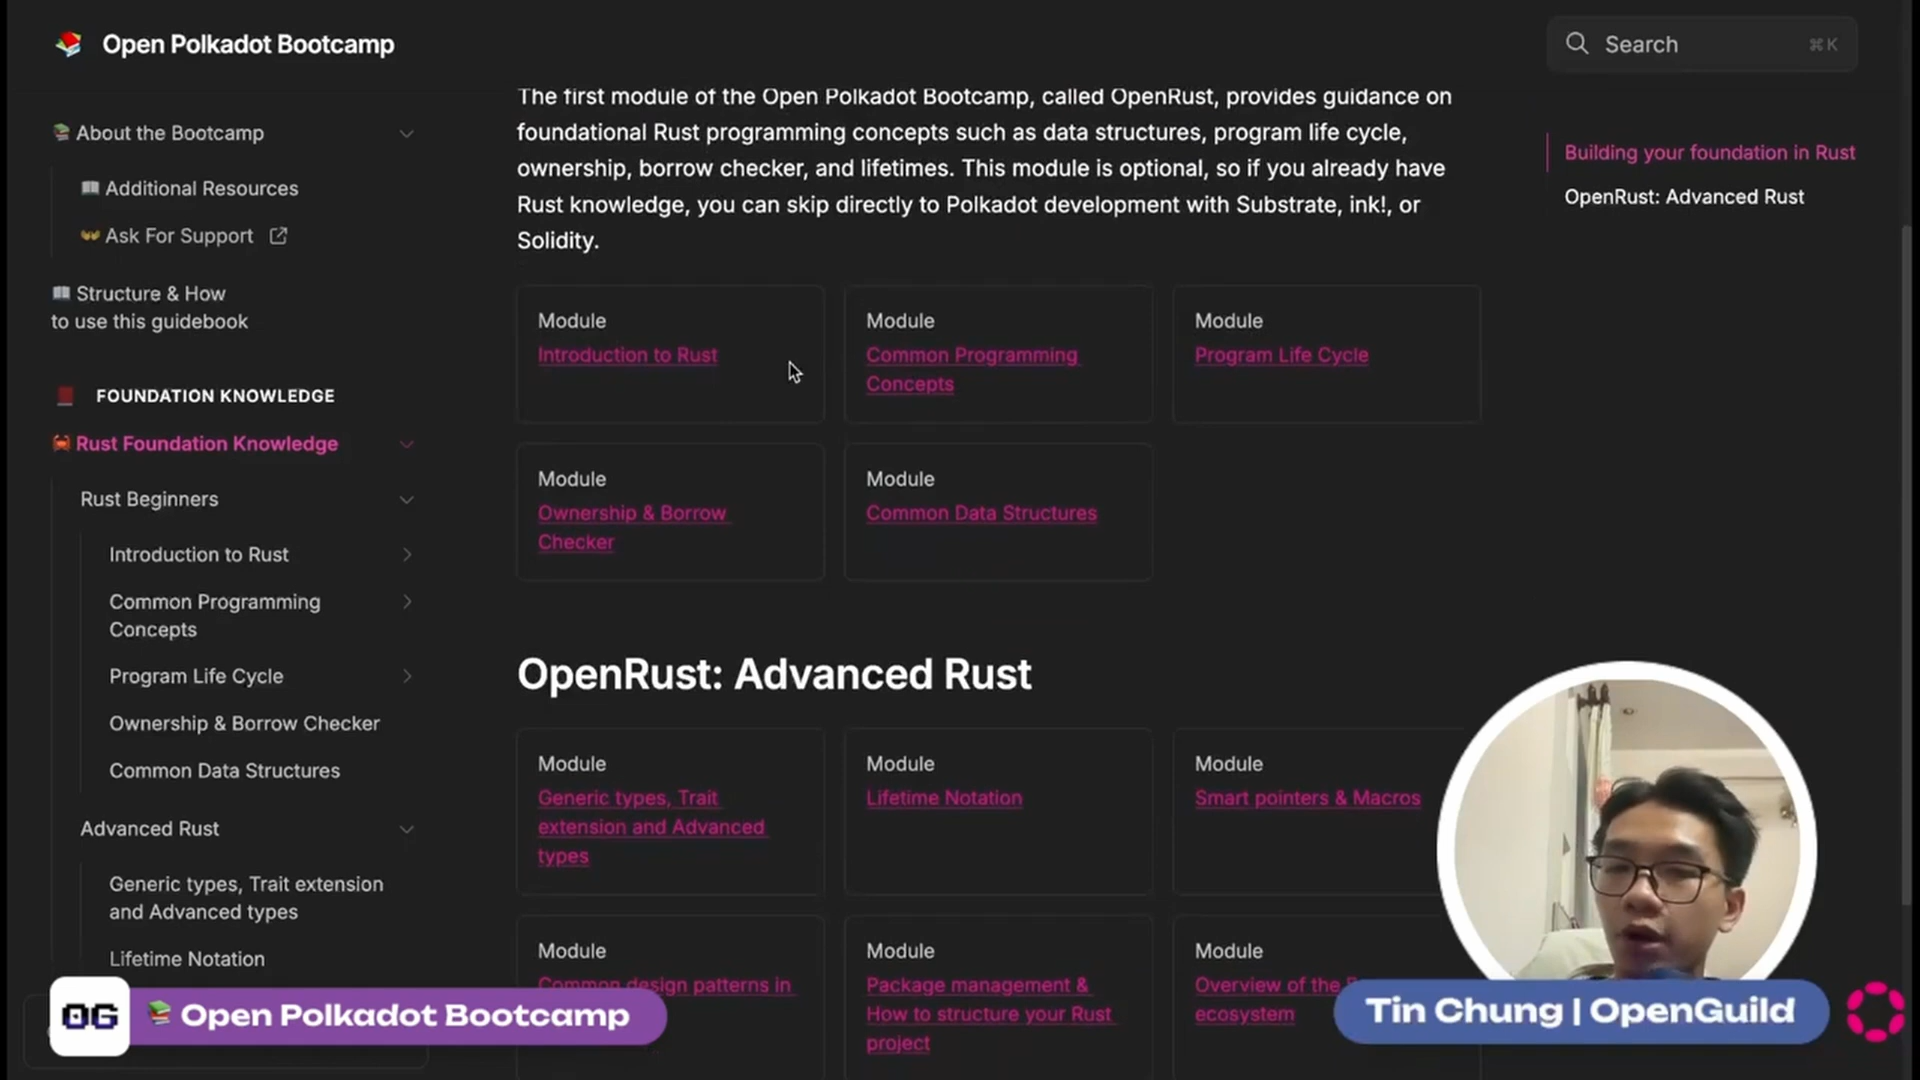 Open Polkadot Bootcamp
Search
⌘ K
About the Bootcamp
Additional Resources
Ask For Support
Structure & How
to use this guidebook
FOUNDATION KNOWLEDGE
Rust Foundation Knowledge
Rust Beginners
Introduction to Rust
Common Programming
Concepts
Program Life Cycle
Ownership & Borrow Checker
Common Data Structures
Advanced Rust
Generic types, Trait extension
and Advanced types
Lifetime Notation
The first module of the Open Polkadot Bootcamp, called OpenRust, provides guidance on
foundational Rust programming concepts such as data structures, program life cycle,
ownership, borrow checker, and lifetimes. This module is optional, so if you already have
Rust knowledge, you can skip directly to Polkadot development with Substrate, ink!, or
Solidity.
Module
Introduction to Rust
Module
Common Programming
Concepts
Module
Program Life Cycle
Module
Ownership & Borrow
Checker
Module
Common Data Structures
OpenRust: Advanced Rust
Module
Generic types, Trait
extension and Advanced
types
Module
Lifetime Notation
Module
Smart pointers & Macros
Module
Common design patterns in
Module
Package management &
How to structure your Rust
project
Module
Overview of the
ecosystem
Building your foundation in Rust
OpenRust: Advanced Rust
OG
Open Polkadot Bootcamp
Tin Chung | OpenGuild